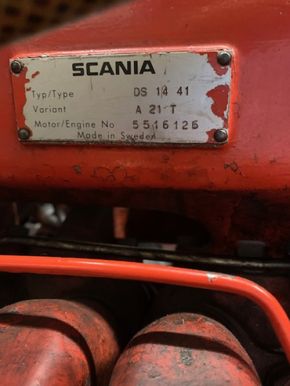 SCANIA
Typ/Type DS 14 41
Variant A 21 T
Motor/Engine No 5516126
Made in Sweden